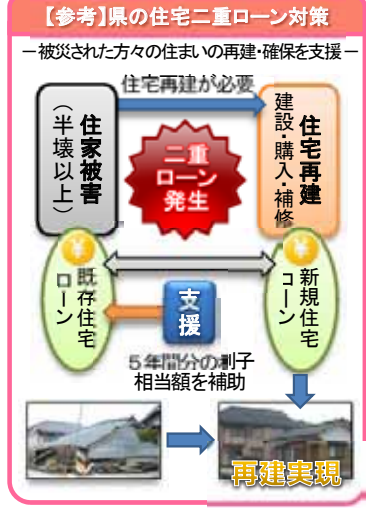 【参考】県の住宅二重ローン対策
－被災された方々の住まいの再建・確保を支援－
住宅再建が必要
住家被害
（半壊以上）
二重
ローン
発生
住宅再建
建設・購入・補修
既存住宅
ローン
支援
新規住宅
ローン
５年間分の利子
相当額を補助
再建実現